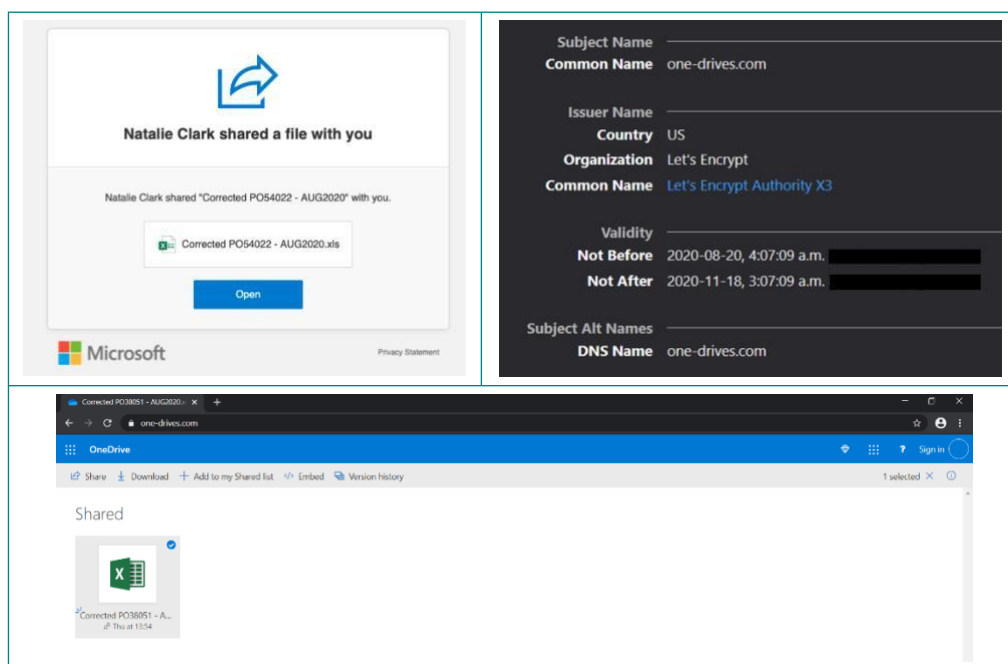 Natalie Clark shared a file with you
Natalie Clark shared "Corrected PO54022 - AUG2020" with you.
Corrected PO54022 - AUG2020.xls
Open
Microsoft
Privacy Statement
Subject Name
Common Name one-drives.com
Issuer Name
Country US
Organization Let's Encrypt
Common Name Let's Encrypt Authority X3
Validity
Not Before 2020-08-20, 4:07:09 a.m.
Not After 2020-11-18, 3:07:09 a.m.
Subject Alt Names
DNS Name one-drives.com
Corrected PO38051 - AUG2020.x
one-drives.com
OneDrive
? Sign in
Share Download Add to my Shared list Embed Version history 1 selected
Shared
X
Corrected PO38051 - A...
Thu at 13:54